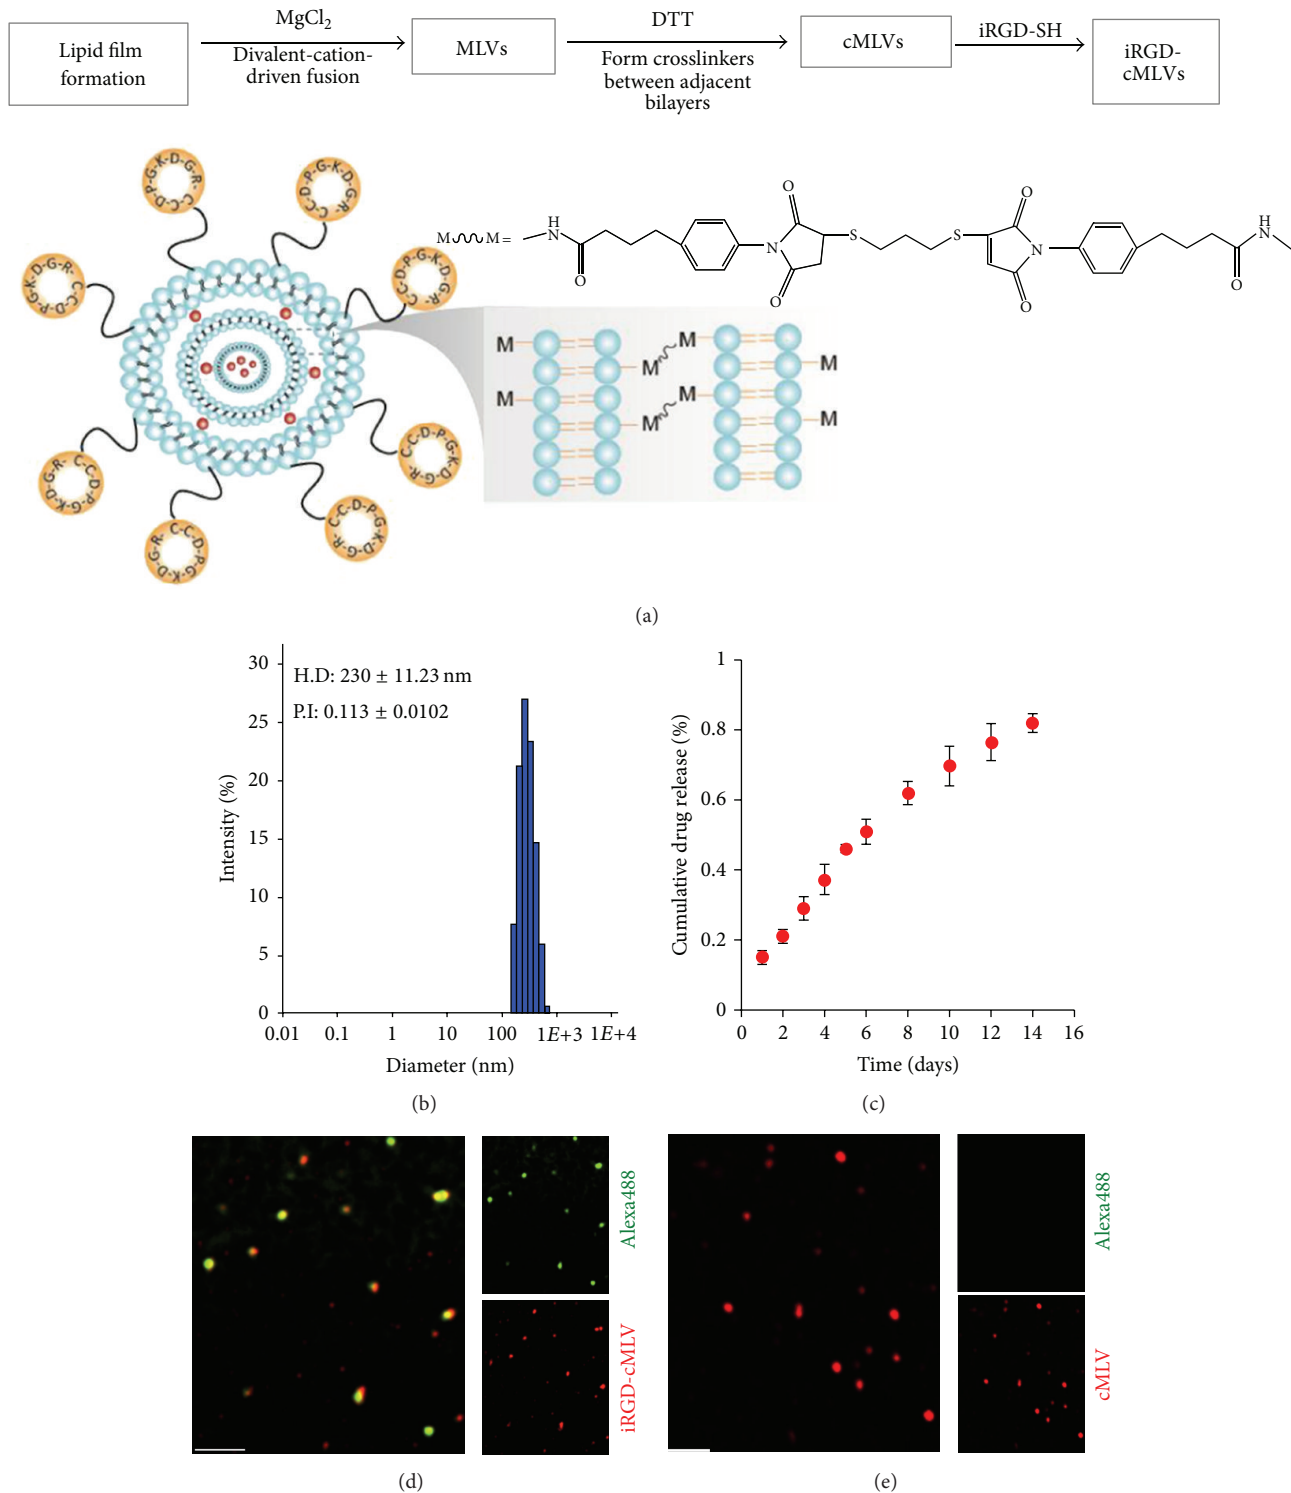 Lipid film
formation
MgCl2
Divalent-cation-
driven fusion
MLVs
DTT
Form crosslinkers
between adjacent
bilayers
cMLVs
iRGD-SH
iRGD-
cMLVs
C-C-D-P-G-K-D-G-R-
C-C-D-P-G-K-D-G-R-
C-C-D-P-G-K-D-G-R-
C-C-D-P-G-K-D-G-R-
C-C-D-P-G-K-D-G-R-
C-C-D-P-G-K-D-G-R-
C-C-D-P-G-K-D-G-R-
C-C-D-P-G-K-D-G-R-
M M =
H
N
O
N
O
O
S
S
O
O
N
O
H
N
M
M
M
M
M
M
M
M
(a)
H.D: 230 ± 11.23 nm
P.I: 0.113 ± 0.0102
Intensity (%)
30
25
20
15
10
5
0
0.01 0.1 1 10 100 1E+3 1E+4
Diameter (nm)
(b)
Cumulative drug release (%)
1
0.8
0.6
0.4
0.2
0
0 2 4 6 8 10 12 14 16
Time (days)
(c)
Alexa488
iRGD-cMLV
(d)
Alexa488
cMLV
(e)